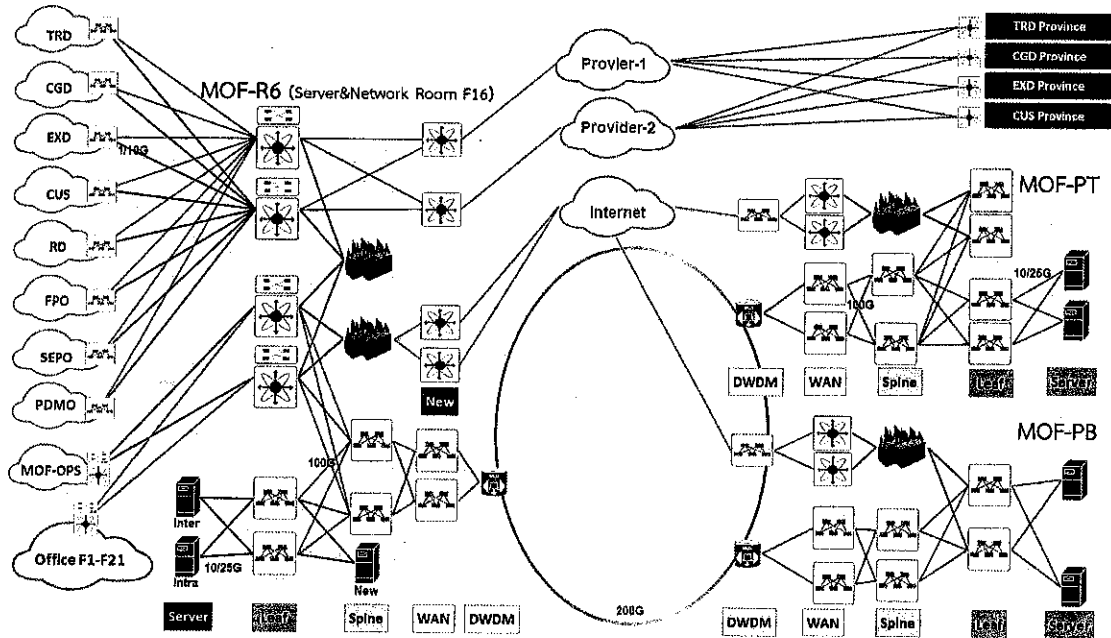 TRD
CGD
EXD
1/10G
CUS
RD
FPO
SEPO
PDMO
MOF-OPS
Office F1-F21
MOF-R6 (Server&Network Room F16)
New
100G
Inter
Intra
10/25G
New
Server
Leaf
Spine
WAN
DWDM
Provier-1
Provider-2
Internet
200G
TRD Province
CGD Province
EXD Province
CUS Province
MOF-PT
10/25G
100G
DWDM
WAN
Spine
Leaf
Server
MOF-PB
DWDM
WAN
Spine
Leaf
Server